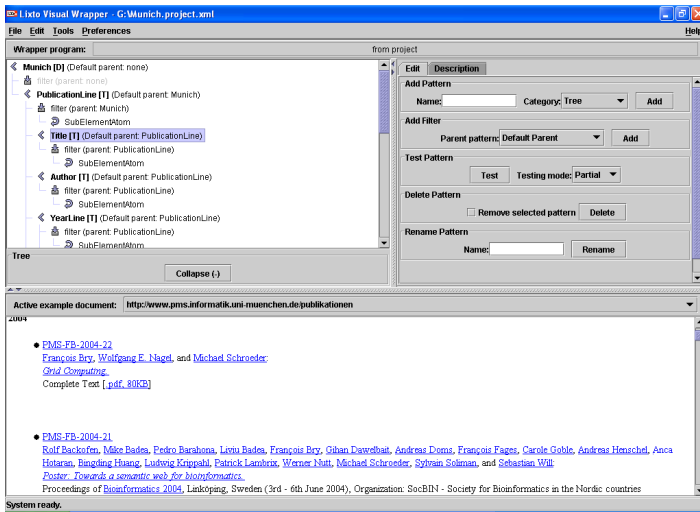 Lixto Visual Wrapper - G:\Munich.project.xml
File Edit Tools Preferences Help
Wrapper program: from project
Munich [D] (Default parent: none)
filter (parent: none)
PublicationLine [T] (Default parent: Munich)
filter (parent: Munich)
SubElementAtom
Title [T] (Default parent: PublicationLine)
filter (parent: PublicationLine)
SubElementAtom
Author [T] (Default parent: PublicationLine)
filter (parent: PublicationLine)
SubElementAtom
YearLine [T] (Default parent: PublicationLine)
filter (parent: PublicationLine)
SubElementAtom
Tree
Collapse (-)
Edit Description
Add Pattern
Name: Category: Tree Add
Add Filter
Parent pattern: Default Parent Add
Test Pattern
Test Testing mode: Partial
Delete Pattern
Remove selected pattern Delete
Rename Pattern
Name: Rename
Active example document: http://www.pms.informatik.uni-muenchen.de/publikationen
2004
PMS-FB-2004-22
François Bry, Wolfgang E. Nagel, and Michael Schroeder:
Grid Computing.
Complete Text [.pdf, 80KB]
PMS-FB-2004-21
Rolf Backofen, Mike Badea, Pedro Barahona, Liviu Badea, François Bry, Gihan Dawelbait, Andreas Doms, François Fages, Carole Goble, Andreas Henschel, Anca
Hotaran, Bingding Huang, Ludwig Krippahl, Patrick Lambrix, Werner Nutt, Michael Schroeder, Sylvain Soliman, and Sebastian Will:
Poster: Towards a semantic web for bioinformatics.
Proceedings of Bioinformatics 2004, Linköping, Sweden (3rd - 6th June 2004), Organization: SocBIN - Society for Bioinformatics in the Nordic countries
System ready.